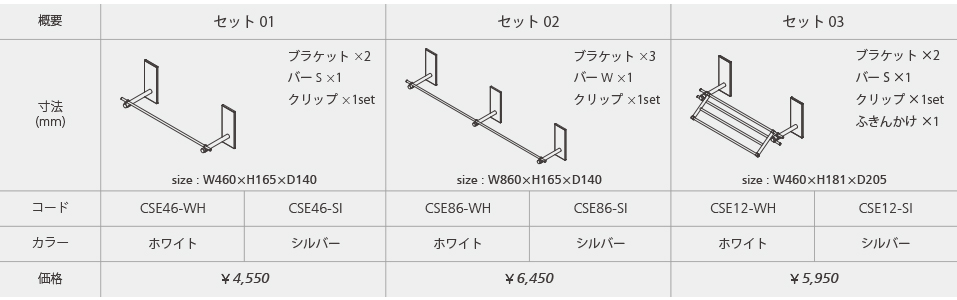 概要 セット 01 セット 02 セット 03
寸法
(mm)
ブラケット ×2
バー S ×1
クリップ ×1set
size : W460×H165×D140
ブラケット ×3
バー W ×1
クリップ ×1set
size : W860×H165×D140
ブラケット ×2
バー S ×1
クリップ ×1set
ふきんかけ ×1
size : W460×H181×D205
コード CSE46-WH CSE46-SI CSE86-WH CSE86-SI CSE12-WH CSE12-SI
カラー ホワイト シルバー ホワイト シルバー ホワイト シルバー
価格 ¥4,550 ¥6,450 ¥5,950